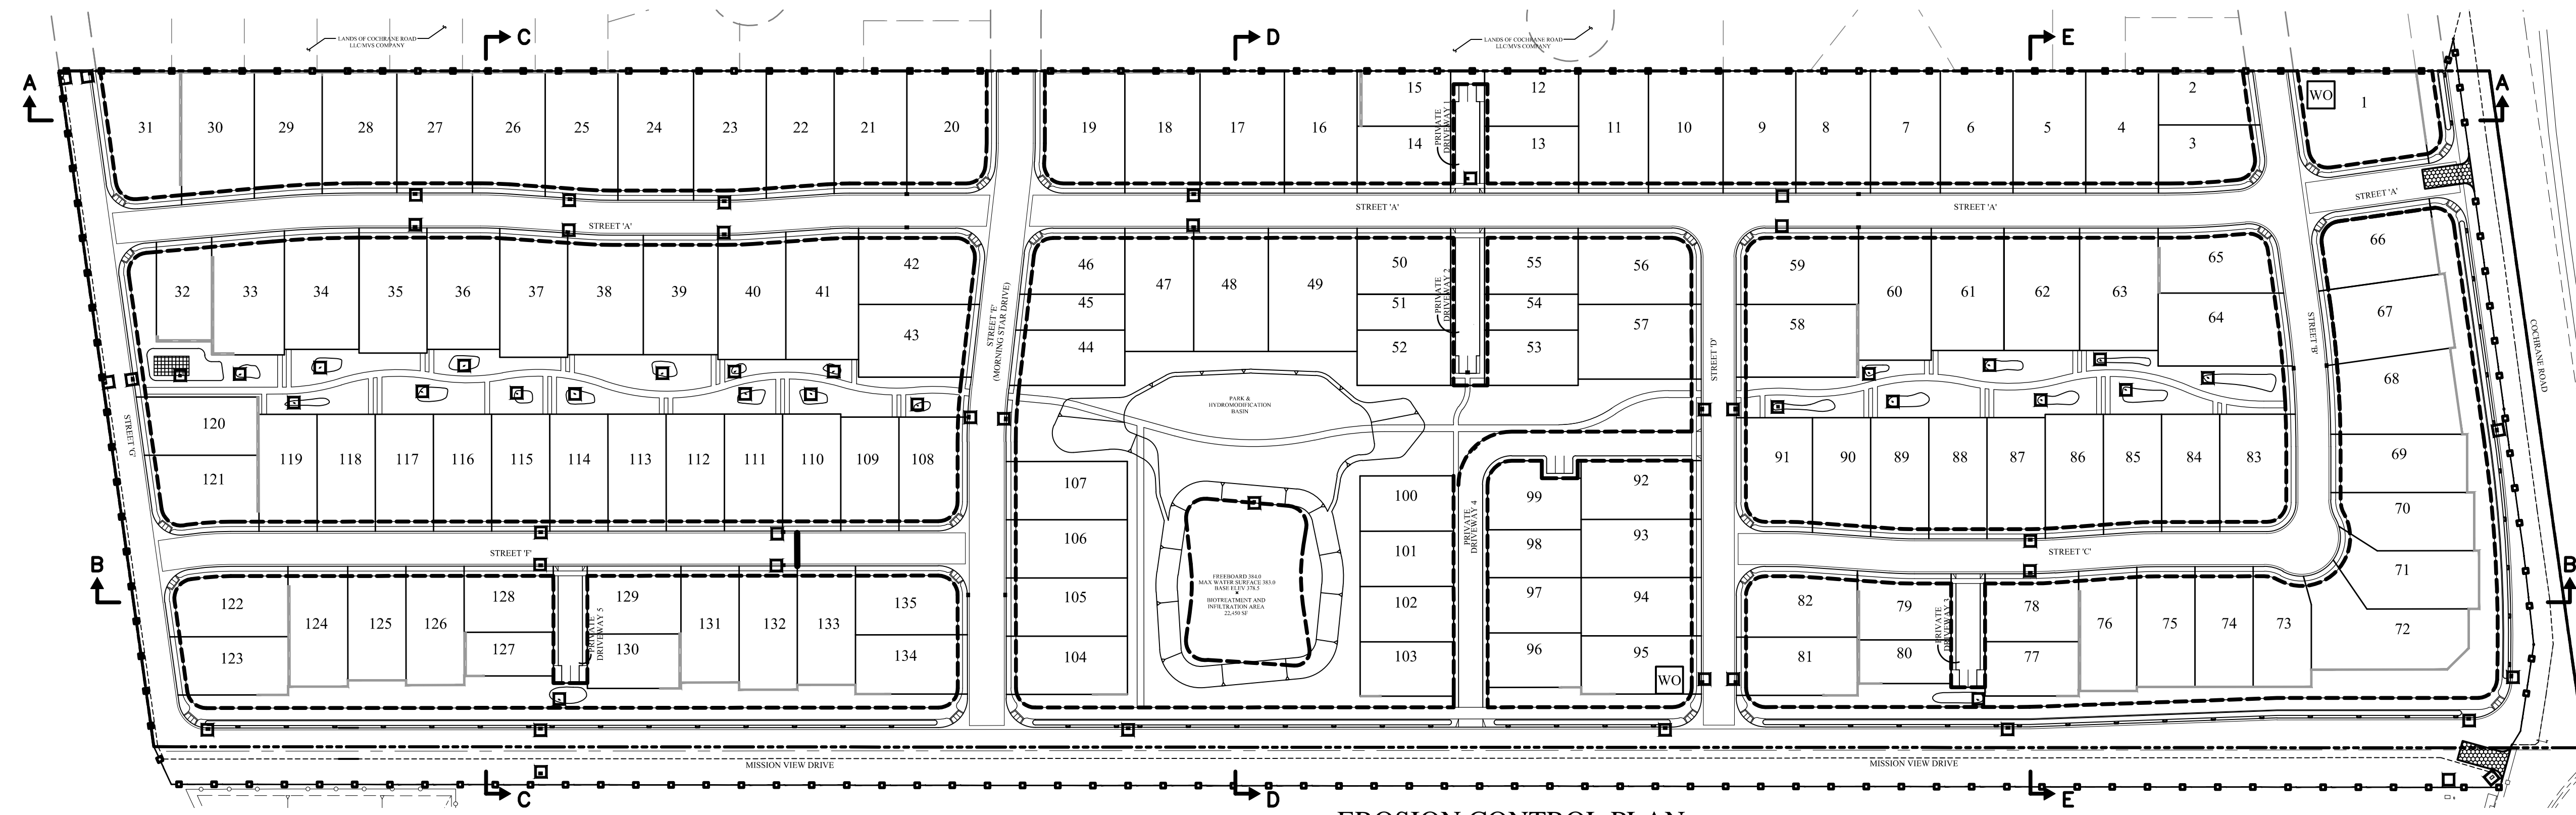 LANDS OF COCHRANE ROAD
LLC/MVS COMPANY
LANDS OF COCHRANE ROAD
LLC/MVS COMPANY
C
D
E
A
A
31
30
29
28
27
26
25
24
23
22
21
20
19
18
17
16
15
14
PRIVATE
DRIVEWAY 1
12
13
11
10
9
8
7
6
5
4
2
3
WO
1
STREET 'A'
STREET 'A'
STREET 'A'
STREET 'A'
32
33
34
35
36
37
38
39
40
41
42
43
STREET 'E'
(MORNING STAR DRIVE)
46
45
44
47
48
49
50
51
52
PRIVATE
DRIVEWAY 2
55
54
53
56
57
STREET 'D'
59
58
60
61
62
63
65
64
STREET 'B'
66
67
68
69
70
71
72
COCHRANE ROAD
STREET 'G'
120
121
119
118
117
116
115
114
113
112
111
110
109
108
PARK &
HYDROMODIFICATION
BASIN
107
106
105
104
FREEBOARD 384.0
MAX WATER SURFACE 383.0
BASE ELEV 378.5
BIOTREATMENT AND
INFILTRATION AREA
22,450 SF
100
101
102
103
PRIVATE
DRIVEWAY 4
99
98
97
96
92
93
94
95
WO
91
90
89
88
87
86
85
84
83
STREET 'F'
STREET 'C'
B
B
122
123
124
125
126
128
127
PRIVATE
DRIVEWAY 5
129
130
131
132
133
135
134
82
81
79
80
PRIVATE
DRIVEWAY 3
78
77
76
75
74
73
MISSION VIEW DRIVE
MISSION VIEW DRIVE
C
D
E
EROSION CONTROL PLAN